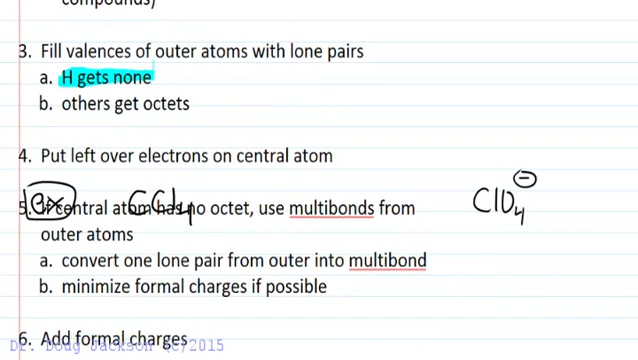 compounds)
3. Fill valences of outer atoms with lone pairs
a. H gets none
b. others get octets
4. Put left over electrons on central atom
5. If central atom has no octet, use multibonds from
ex CCl4 ClO4 −
outer atoms
a. convert one lone pair from outer into multibond
b. minimize formal charges if possible
6. Add formal charges
Dr. Doug Jackson (c)2015